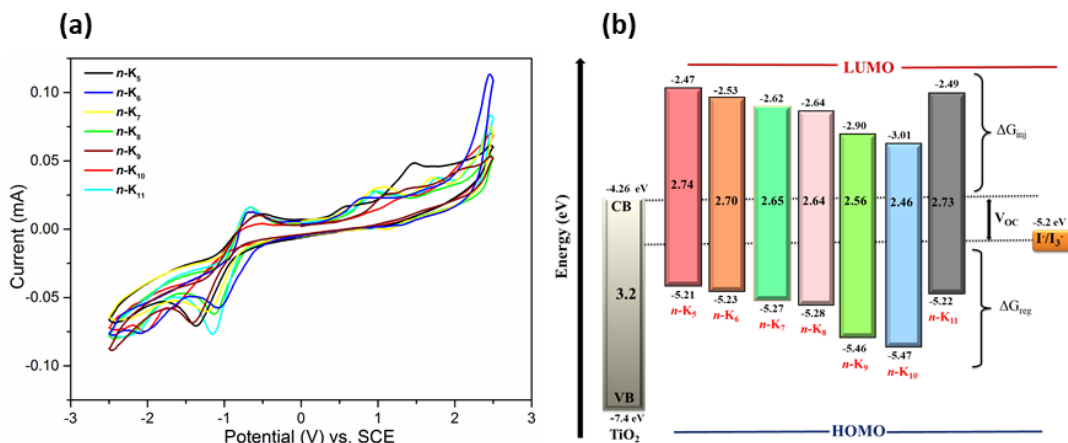 (a)
n-K5
n-K6
n-K7
n-K8
n-K9
n-K10
n-K11
0.10
0.05
0.00
-0.05
-0.10
Current (mA)
-3 -2 -1 0 1 2 3
Potential (V) vs. SCE
(b)
Energy (eV)
LUMO
-2.47 -2.53 -2.62 -2.64 -2.90 -3.01 -2.49
ΔGinj
-4.26 eV
CB
2.74 2.70 2.65 2.64 2.56 2.46 2.73
VOC
-5.2 eV
I-/I3-
3.2
-5.21 -5.23 -5.27 -5.28 -5.46 -5.47 -5.22
n-K5 n-K6 n-K7 n-K8 n-K9 n-K10 n-K11
ΔGreg
VB
-7.4 eV
TiO2
HOMO